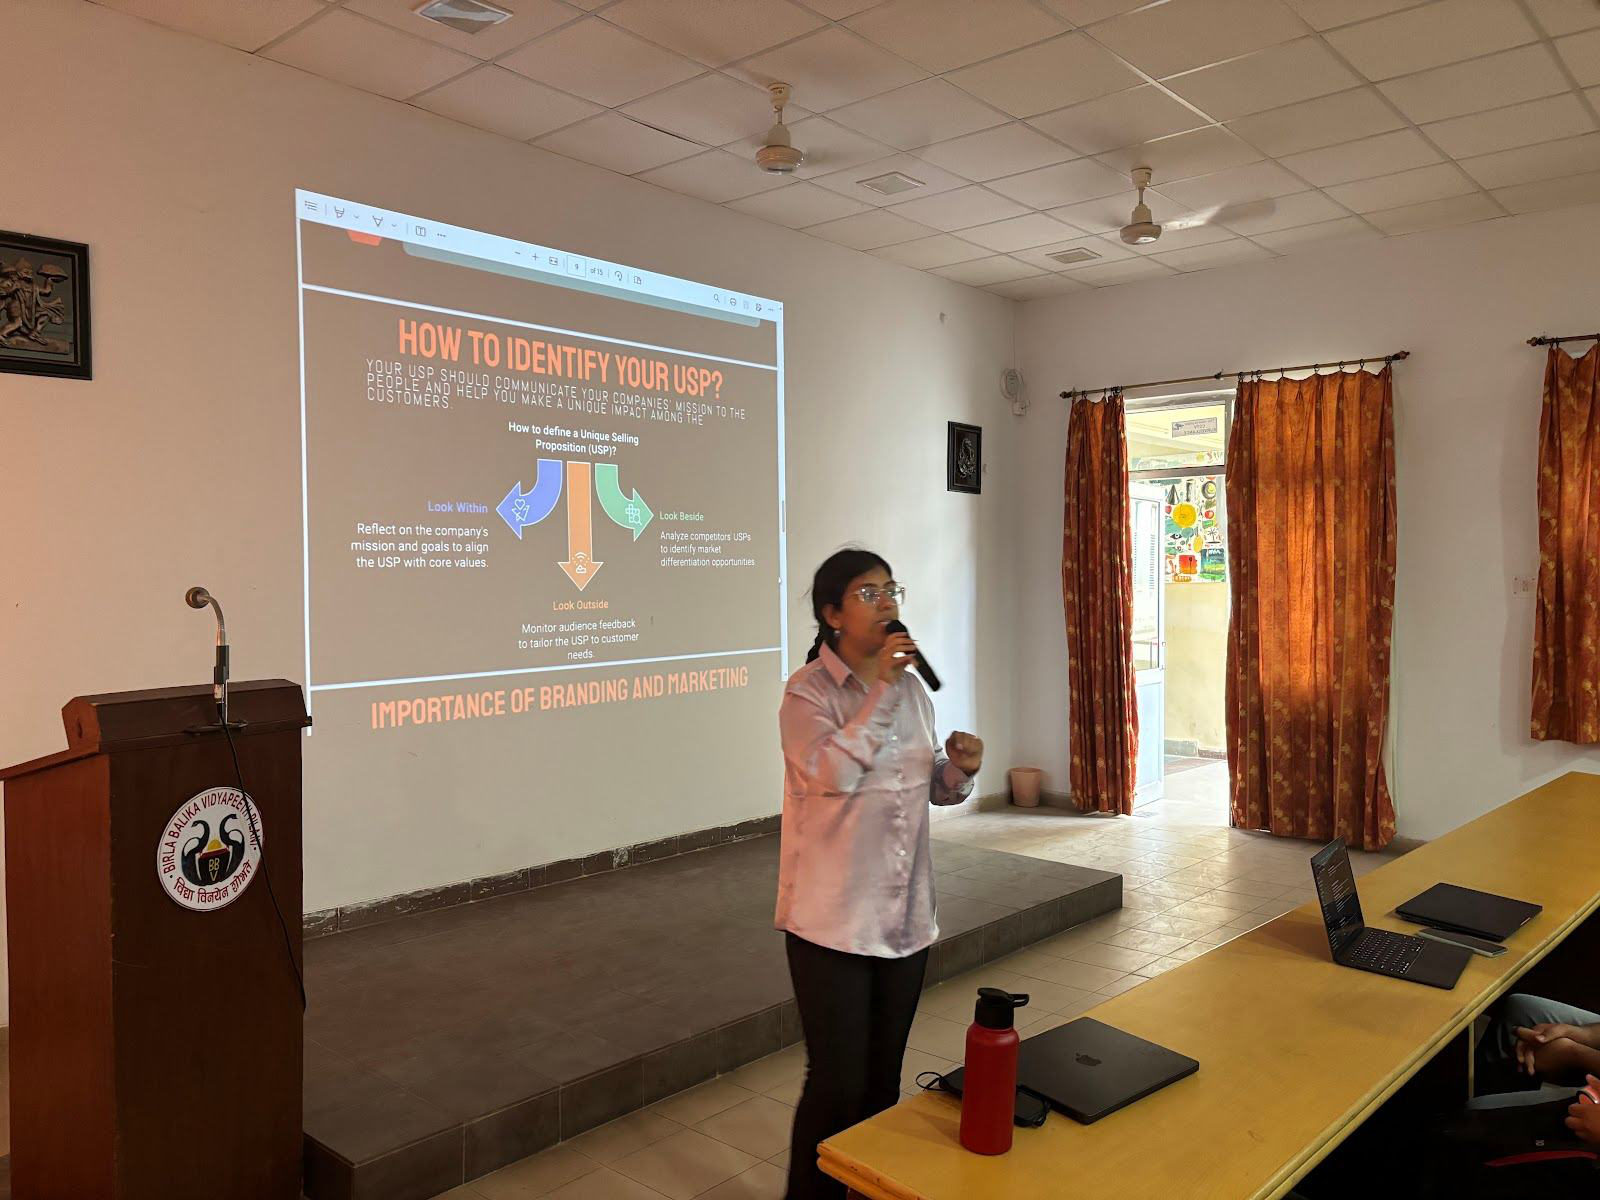 9 of 15
HOW TO IDENTIFY YOUR USP?
YOUR USP SHOULD COMMUNICATE YOUR COMPANIES' MISSION TO THE
PEOPLE AND HELP YOU MAKE A UNIQUE IMPACT AMONG THE
CUSTOMERS.
How to define a Unique Selling
Proposition (USP)?
Look Within
Reflect on the company's
mission and goals to align
the USP with core values.
Look Beside
Analyze competitors' USPs
to identify market
differentiation opportunities
Look Outside
Monitor audience feedback
to tailor the USP to customer
needs.
IMPORTANCE OF BRANDING AND MARKETING
BIRLA BALIKA VIDYAPEETH PILANI
BB
V
विद्या विनयेन शोभते